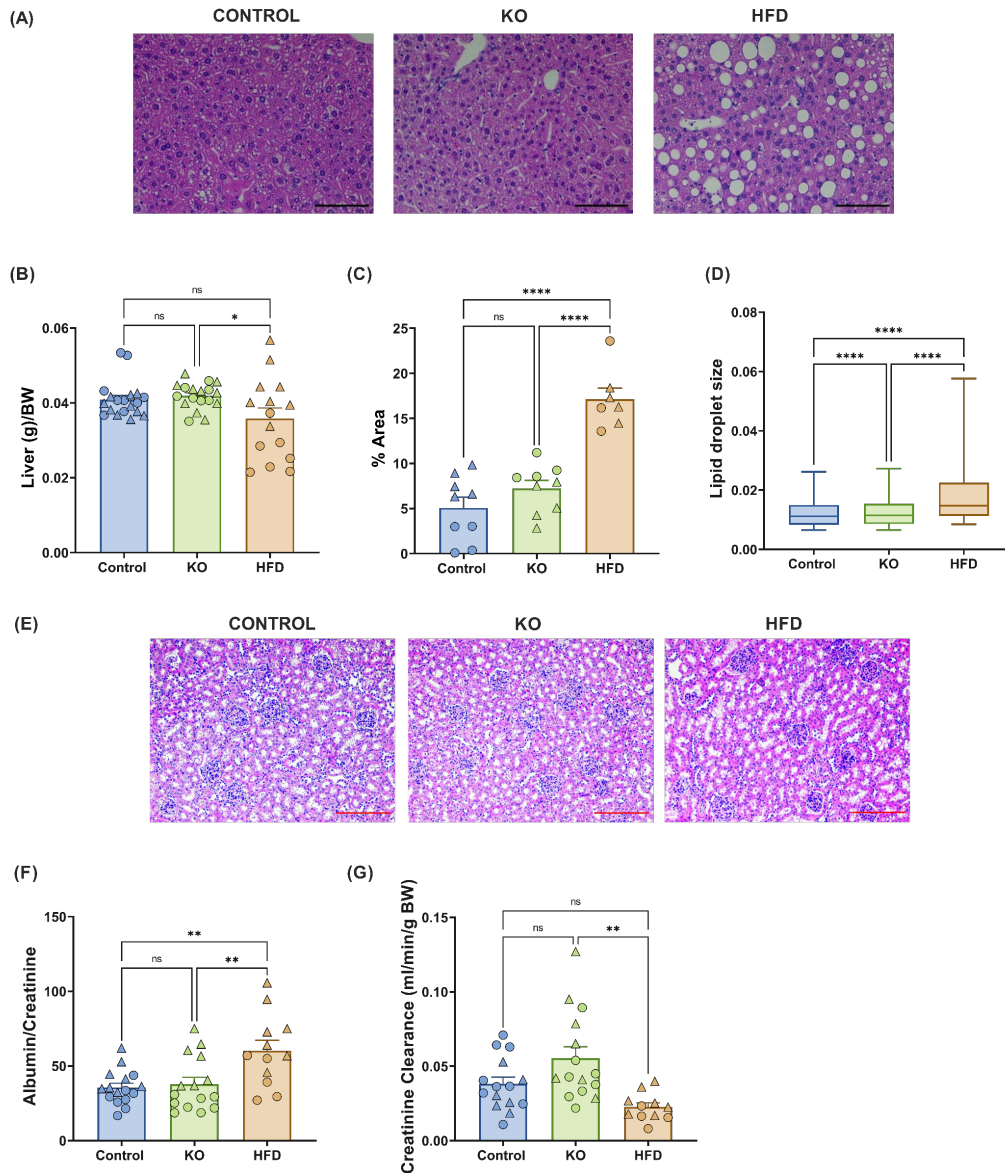 (A)
CONTROL
KO
HFD
(B)
ns
ns
*
Liver (g)/BW
0.06
0.04
0.02
0.00
Control
KO
HFD
(C)
****
ns
****
% Area
25
20
15
10
5
0
Control
KO
HFD
(D)
****
****
****
Lipid droplet size
0.08
0.06
0.04
0.02
0.00
Control
KO
HFD
(E)
CONTROL
KO
HFD
(F)
**
ns
**
Albumin/Creatinine
150
100
50
0
Control
KO
HFD
(G)
ns
ns
**
Creatinine Clearance (ml/min/g BW)
0.15
0.10
0.05
0.00
Control
KO
HFD